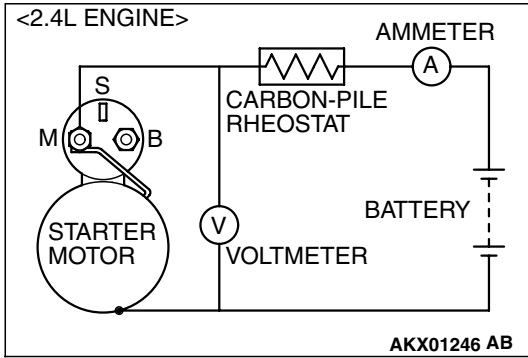 <2.4L ENGINE>
AMMETER
A
S
CARBON-PILE
RHEOSTAT
M
B
BATTERY
STARTER
MOTOR
V
VOLTMETER
AKX01246 AB